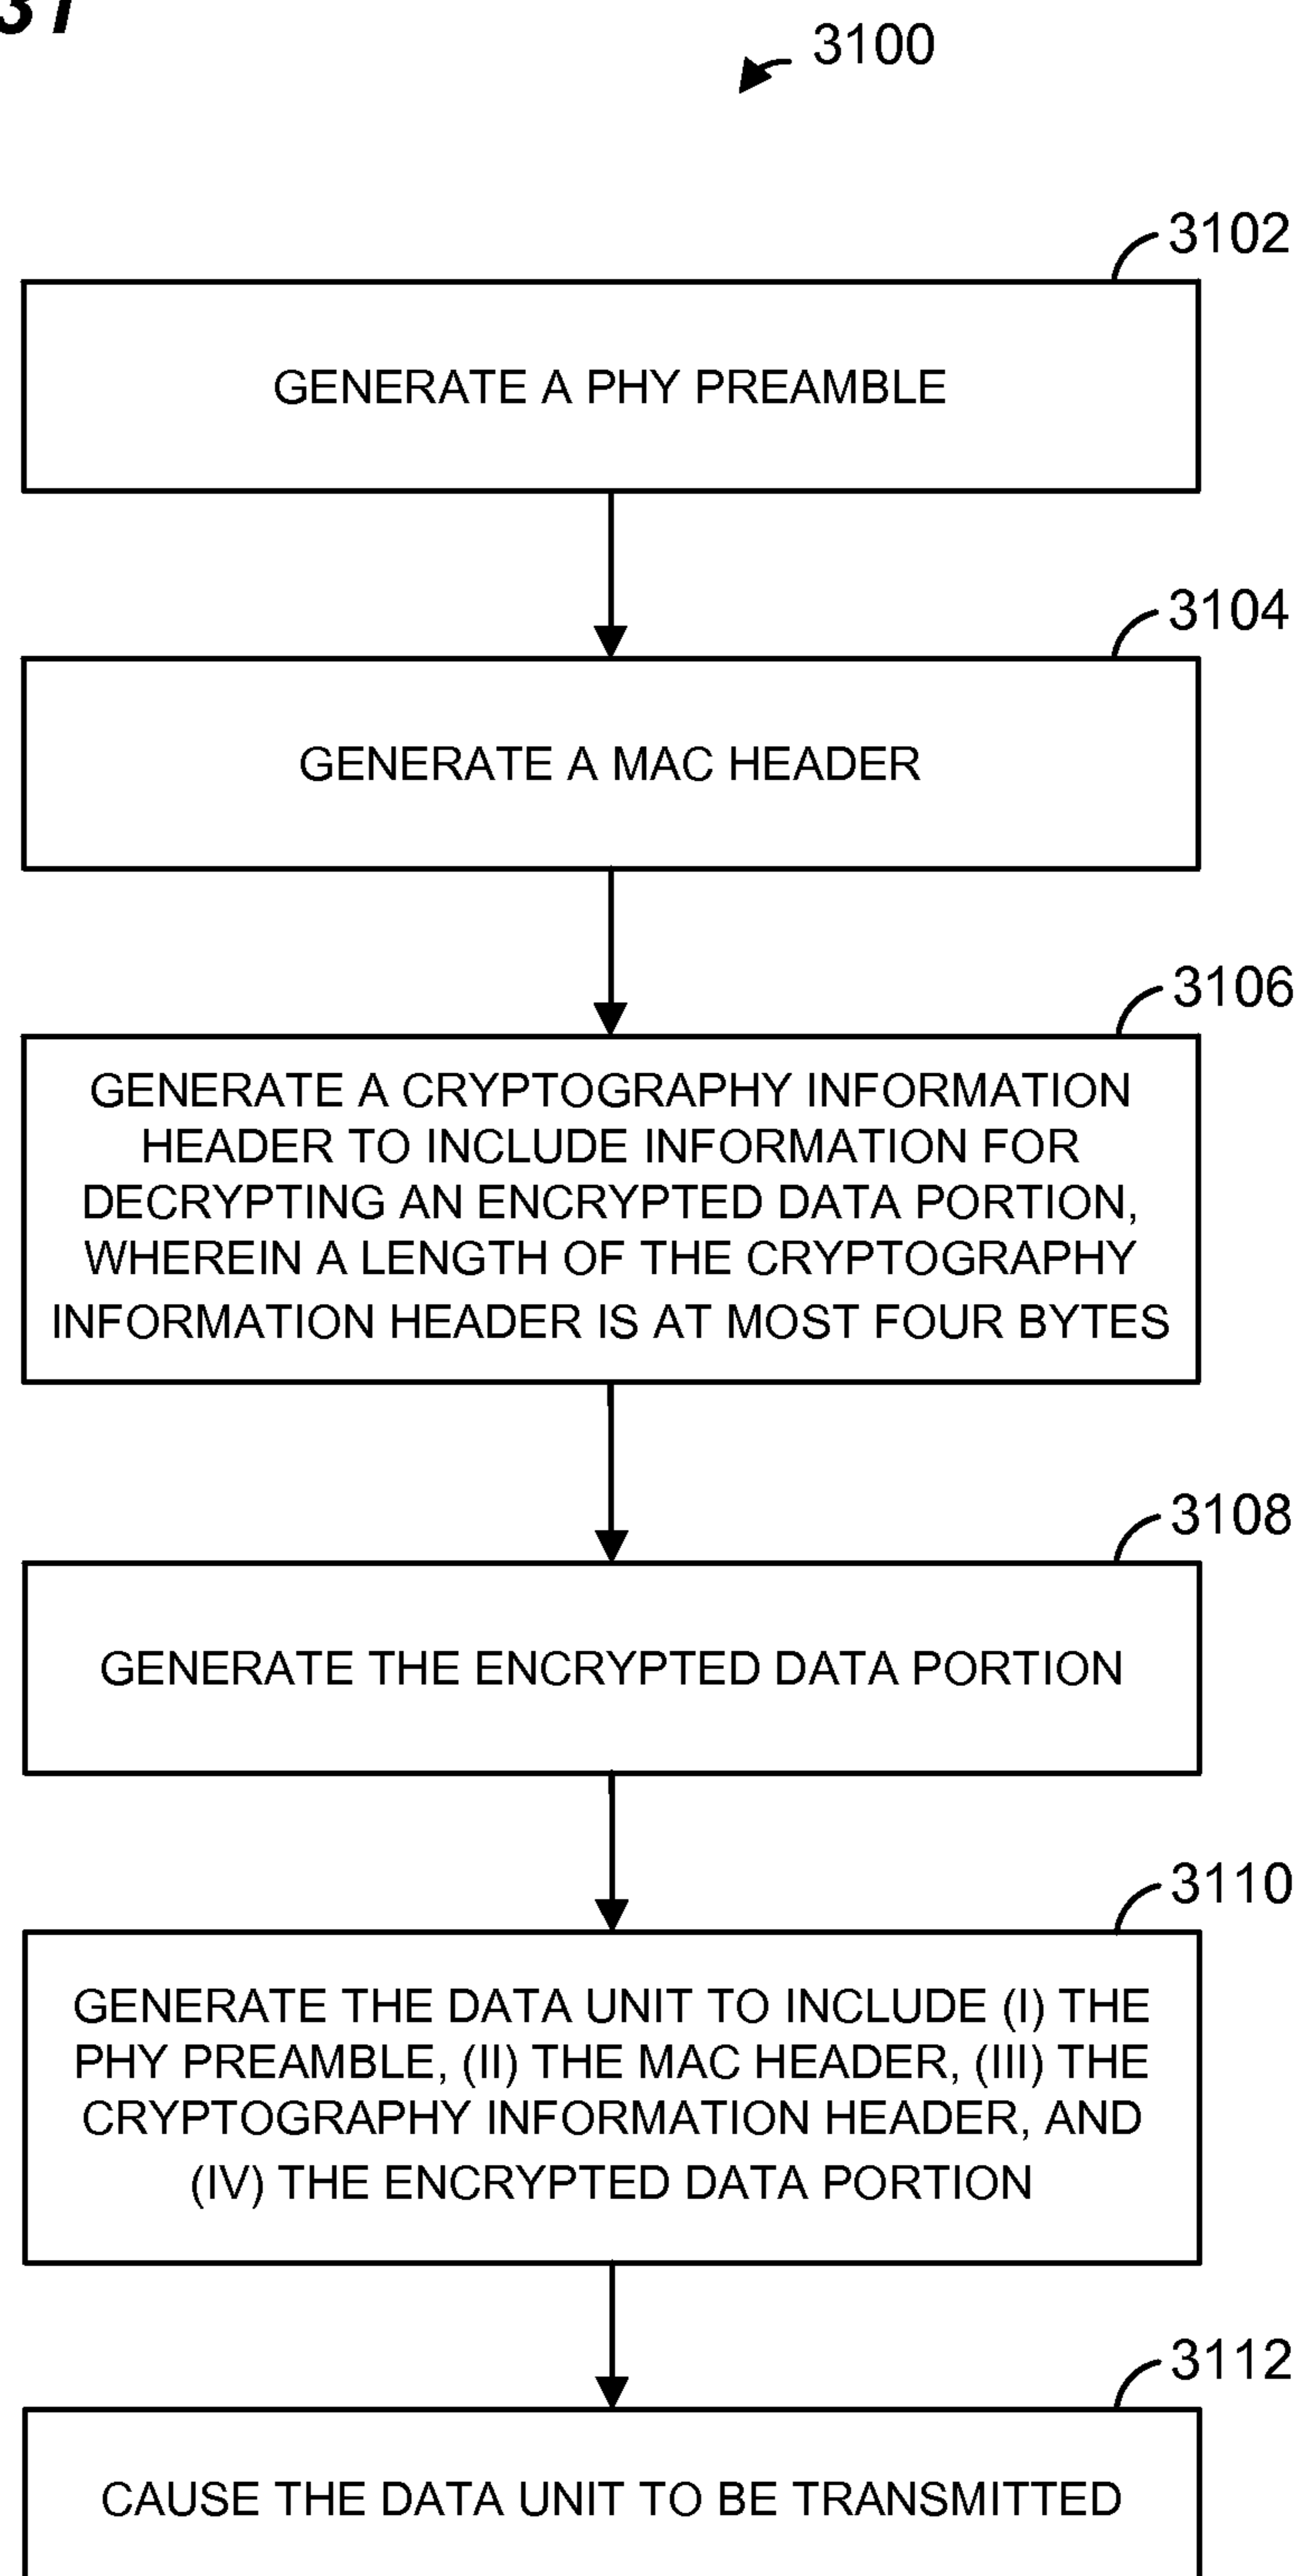 31
3100
3102
GENERATE A PHY PREAMBLE
3104
GENERATE A MAC HEADER
3106
GENERATE A CRYPTOGRAPHY INFORMATION
HEADER TO INCLUDE INFORMATION FOR
DECRYPTING AN ENCRYPTED DATA PORTION,
WHEREIN A LENGTH OF THE CRYPTOGRAPHY
INFORMATION HEADER IS AT MOST FOUR BYTES
3108
GENERATE THE ENCRYPTED DATA PORTION
3110
GENERATE THE DATA UNIT TO INCLUDE (I) THE
PHY PREAMBLE, (II) THE MAC HEADER, (III) THE
CRYPTOGRAPHY INFORMATION HEADER, AND
(IV) THE ENCRYPTED DATA PORTION
3112
CAUSE THE DATA UNIT TO BE TRANSMITTED